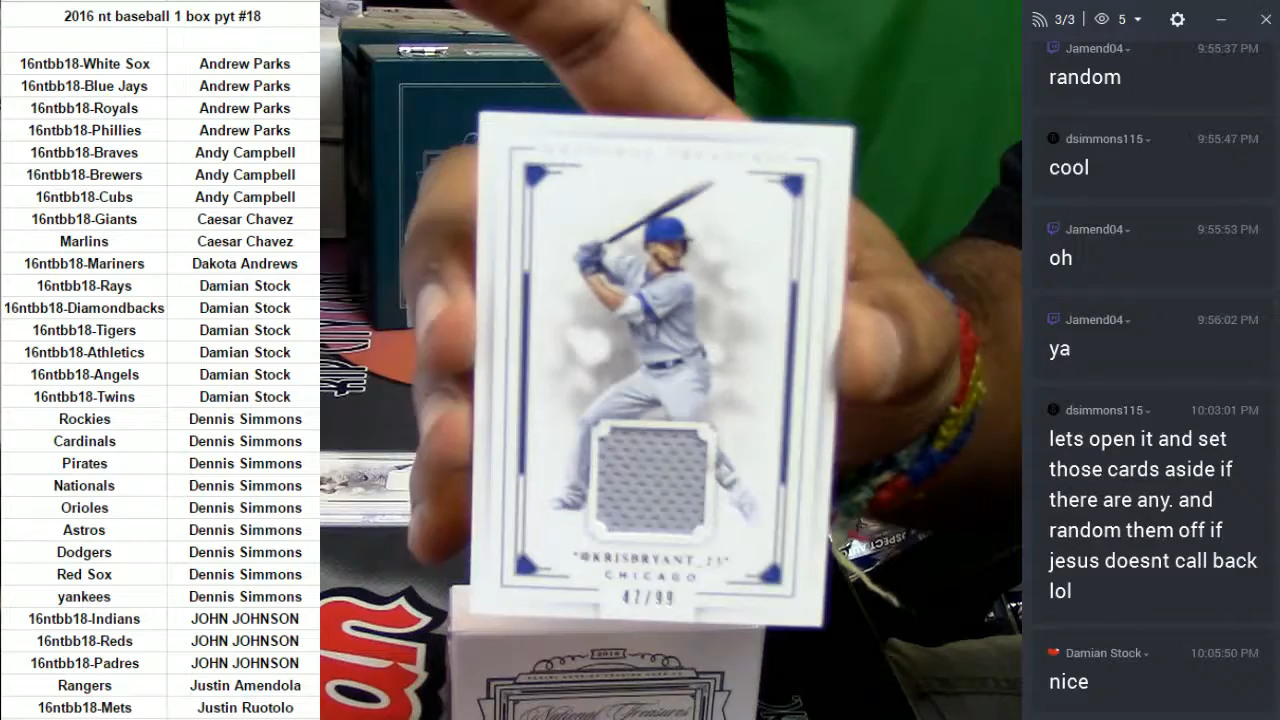 2016 nt baseball 1 box pyt #18
16ntbb18-White Sox Andrew Parks
16ntbb18-Blue Jays Andrew Parks
16ntbb18-Royals Andrew Parks
16ntbb18-Phillies Andrew Parks
16ntbb18-Braves Andy Campbell
16ntbb18-Brewers Andy Campbell
16ntbb18-Cubs Andy Campbell
16ntbb18-Giants Caesar Chavez
Marlins Caesar Chavez
16ntbb18-Mariners Dakota Andrews
16ntbb18-Rays Damian Stock
16ntbb18-Diamondbacks Damian Stock
16ntbb18-Tigers Damian Stock
16ntbb18-Athletics Damian Stock
16ntbb18-Angels Damian Stock
16ntbb18-Twins Damian Stock
Rockies Dennis Simmons
Cardinals Dennis Simmons
Pirates Dennis Simmons
Nationals Dennis Simmons
Orioles Dennis Simmons
Astros Dennis Simmons
Dodgers Dennis Simmons
Red Sox Dennis Simmons
yankees Dennis Simmons
16ntbb18-Indians JOHN JOHNSON
16ntbb18-Reds JOHN JOHNSON
16ntbb18-Padres JOHN JOHNSON
Rangers Justin Amendola
16ntbb18-Mets Justin Ruotolo
"@KRISBRYANT_23"
CHICAGO
47/99
2016
National Treasures
3/3 5
Jamend04 9:55:37 PM
random
dsimmons115 9:55:47 PM
cool
Jamend04 9:55:53 PM
oh
Jamend04 9:56:02 PM
ya
dsimmons115 10:03:01 PM
lets open it and set
those cards aside if
there are any. and
random them off if
jesus doesnt call back
lol
Damian Stock 10:05:50 PM
nice